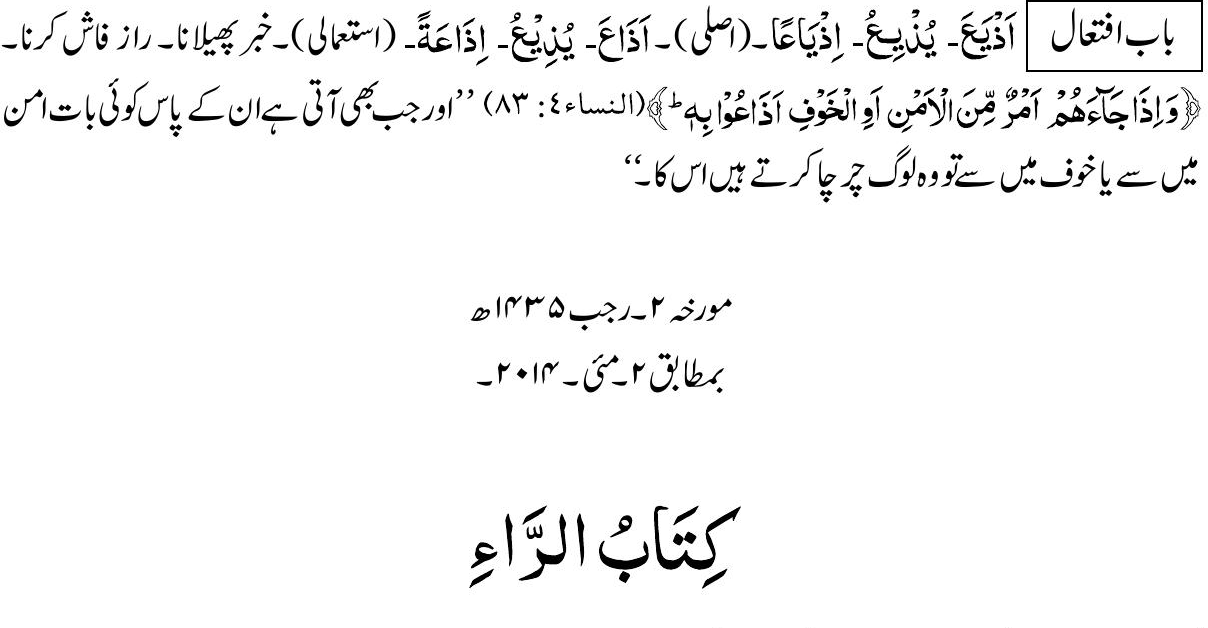 باب افتعال اَذْیَعَ۔ یُذْیِعُ۔ اِذْیَاعًا۔ (اصلی)۔ اَذَاعَ۔ یُذِیْعُ۔ اِذَاعَةً۔ (استعمالی)۔ خبر پھیلانا۔ راز فاش کرنا۔
﴿وَاِذَا جَآءَھُمْ اَمْرٌ مِّنَ الْاَمْنِ اَوِ الْخَوْفِ اَذَاعُوْا بِهٖ ؕ﴾ (النساء٤: ٨٣) ’’اور جب بھی آتی ہے ان کے پاس کوئی بات امن
میں سے یا خوف میں سے تو وہ لوگ چرچا کرتے ہیں اس کا۔‘‘
مورخہ ۲۔رجب ۱۴۳۵ھ
بمطابق ۲۔مئی۔ ۲۰۱۴۔
کِتَابُ الرَّاءِ